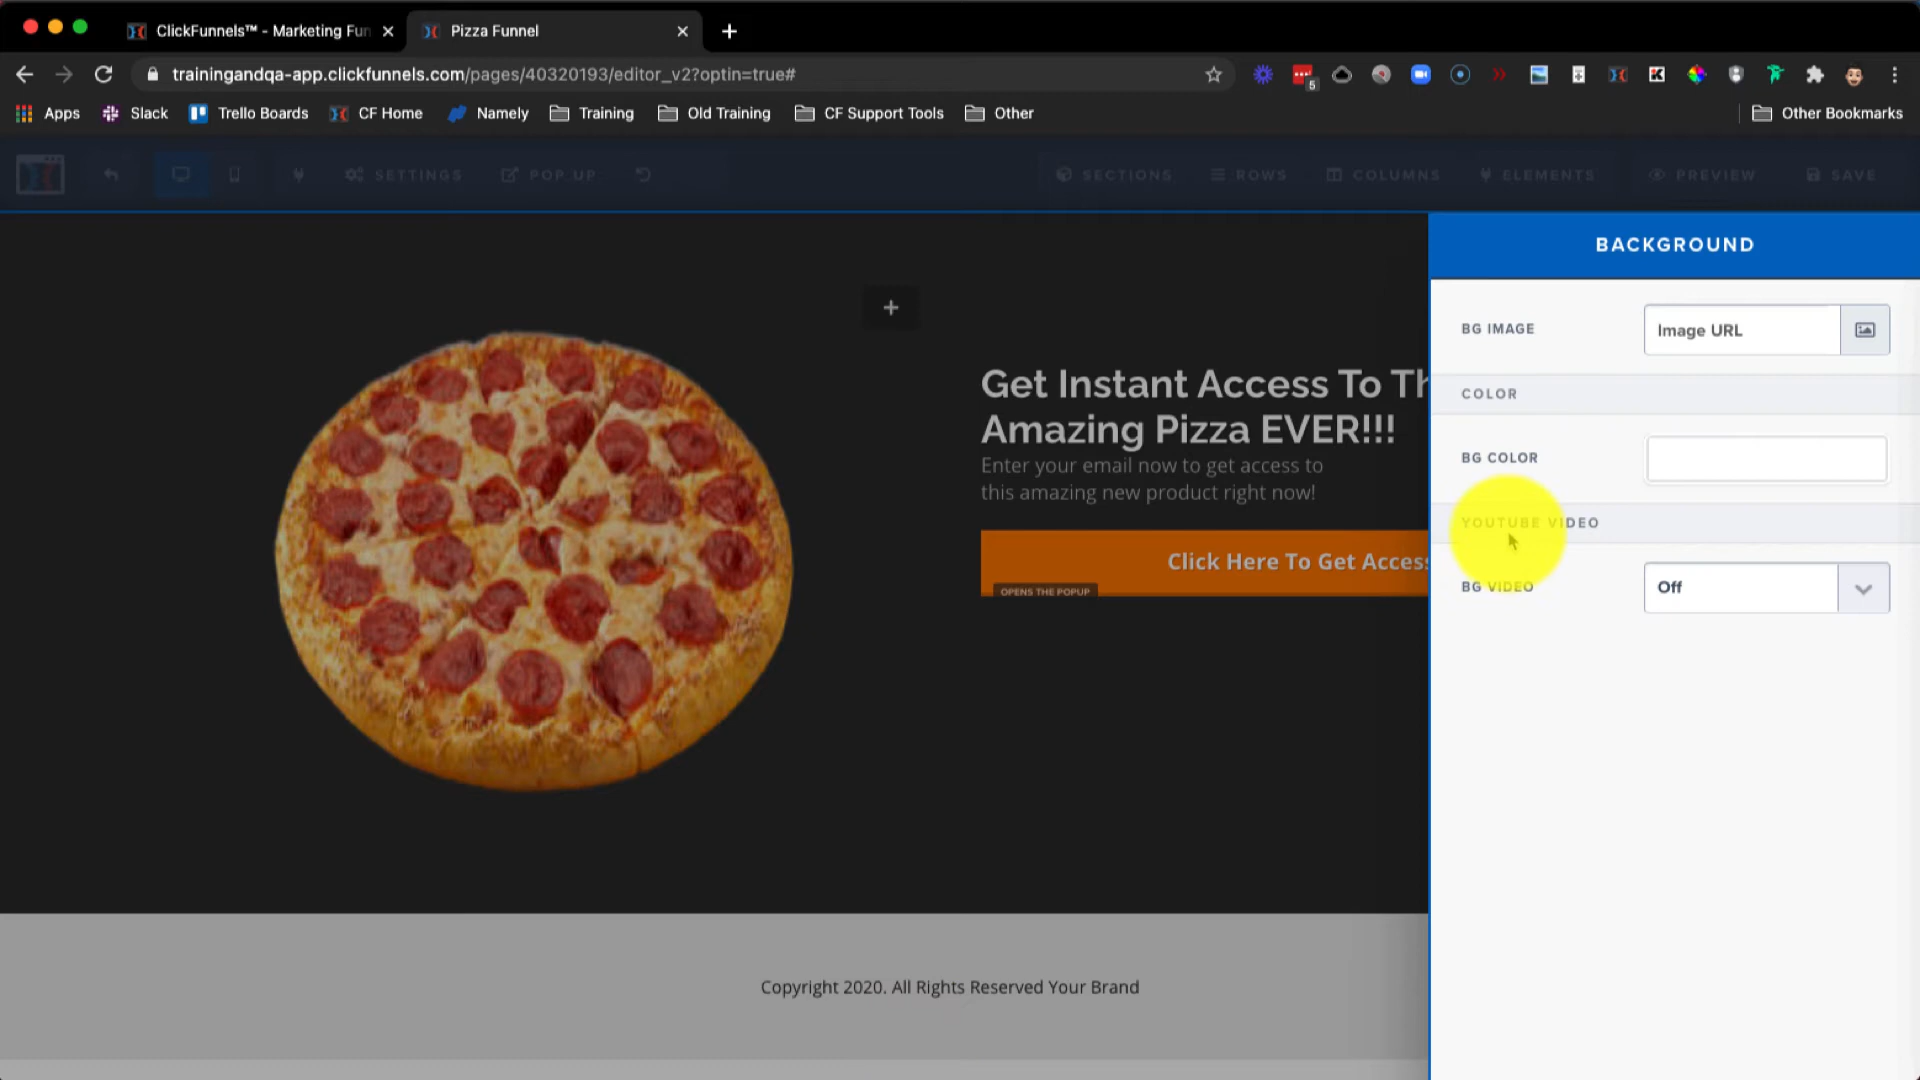 ClickFunnels™ - Marketing Fun
Pizza Funnel
trainingandqa-app.clickfunnels.com/pages/40320193/editor_v2?optin=true#
5
Apps
Slack
Trello Boards
CF Home
Namely
Training
Old Training
CF Support Tools
Other
Other Bookmarks
SETTINGS
POP UP
SECTIONS
ROWS
COLUMNS
ELEMENTS
PREVIEW
SAVE
BACKGROUND
BG IMAGE
Image URL
COLOR
BG COLOR
YOUTUBE VIDEO
BG VIDEO
Off
Get Instant Access To Th
Amazing Pizza EVER!!!
Enter your email now to get access to
this amazing new product right now!
Click Here To Get Access
OPENS THE POPUP
Copyright 2020. All Rights Reserved Your Brand